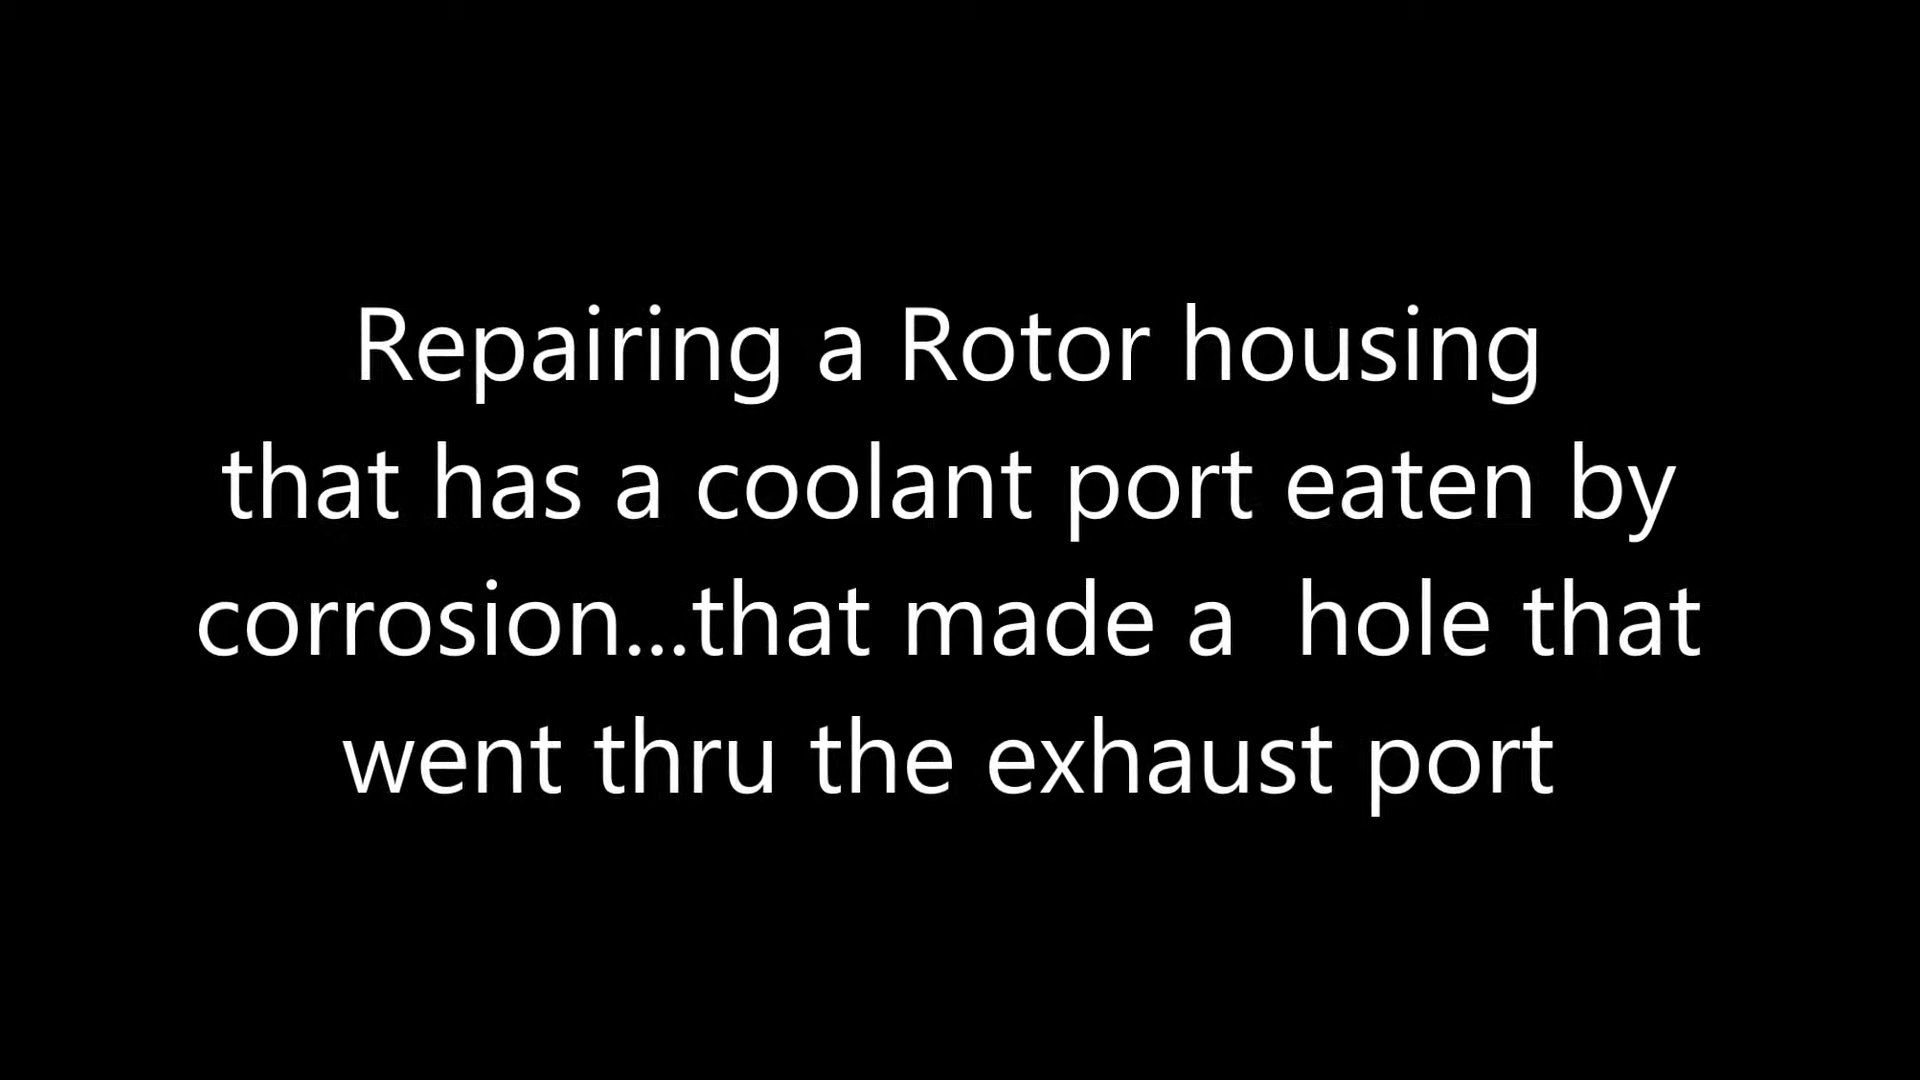 Repairing a Rotor housing
that has a coolant port eaten by
corrosion...that made a  hole that
went thru the exhaust port